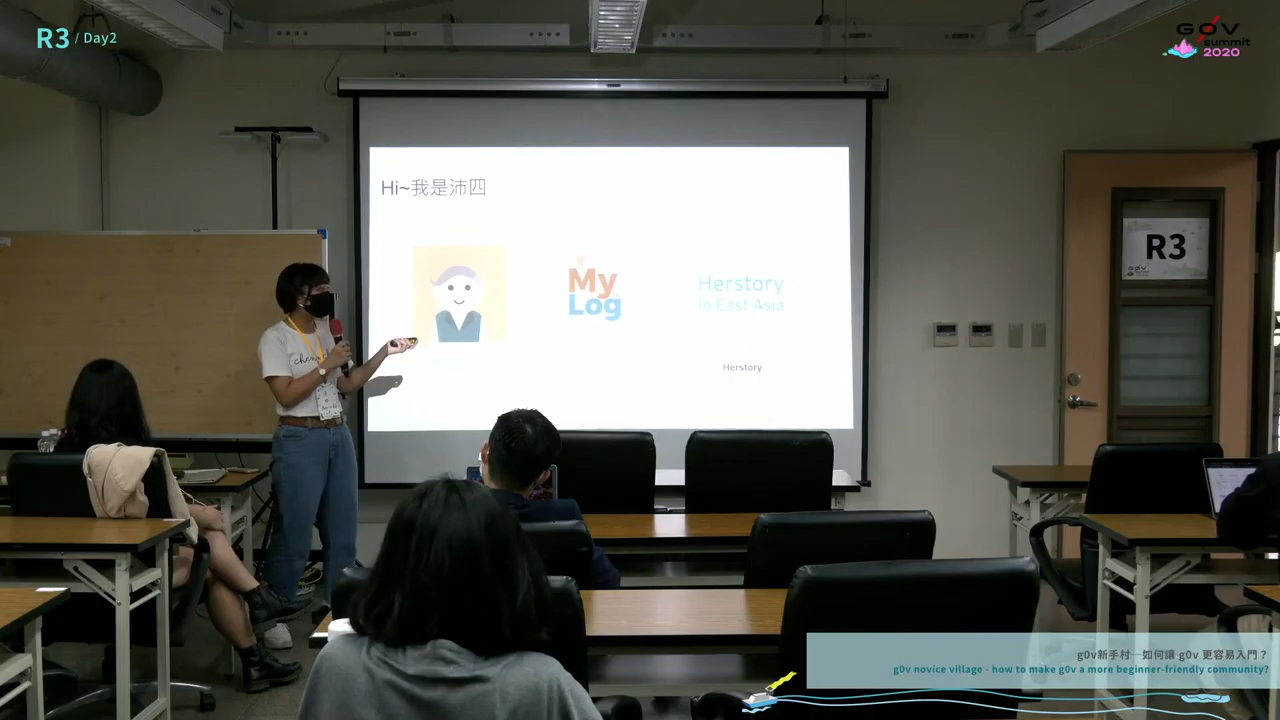 R3 / Day2
g0v
summit
2020
Hi~我是沛四
My
Log
Herstory
in East Asia
Herstory
R3
g0v新手村—如何讓 g0v 更容易入門？
g0v novice village - how to make g0v a more beginner-friendly community?